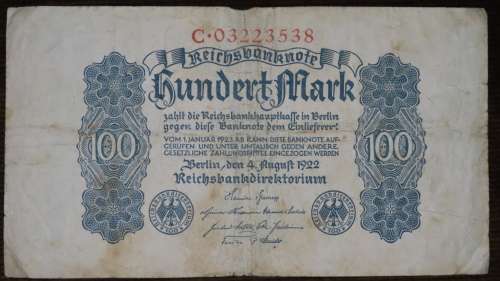 C·03223538
Reichsbanknote
Hundert Mark
zahlt die Reichsbankhauptkasse in Berlin
gegen diese Banknote dem Einlieferer.
VOM 1. JANUAR 1923 AB KANN DIESE BANKNOTE AUF-
GERUFEN UND UNTER UMTAUSCH GEGEN ANDERE
GESETZLICHE ZAHLUNGSMITTEL EINGEZOGEN WERDEN
100
100
Berlin, den 4. August 1922
Reichsbankdirektorium